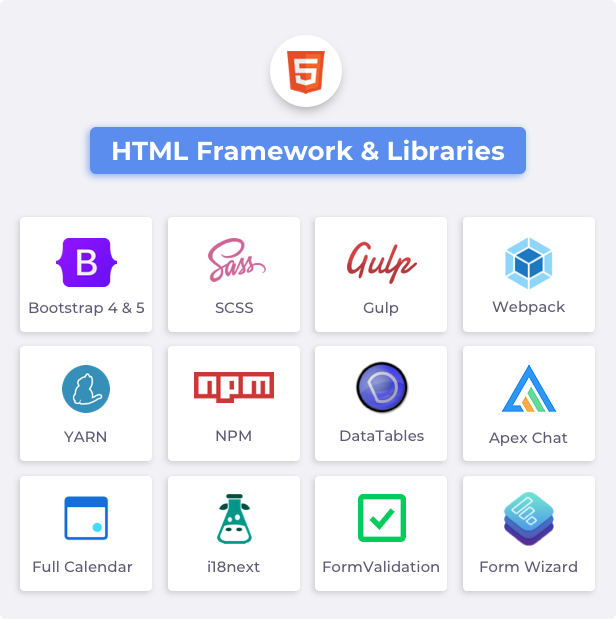 5
HTML Framework & Libraries
B
Sass
Gulp
Bootstrap 4 & 5
SCSS
Gulp
Webpack
npm
YARN
NPM
DataTables
Apex Chat
Full Calendar
i18next
FormValidation
Form Wizard